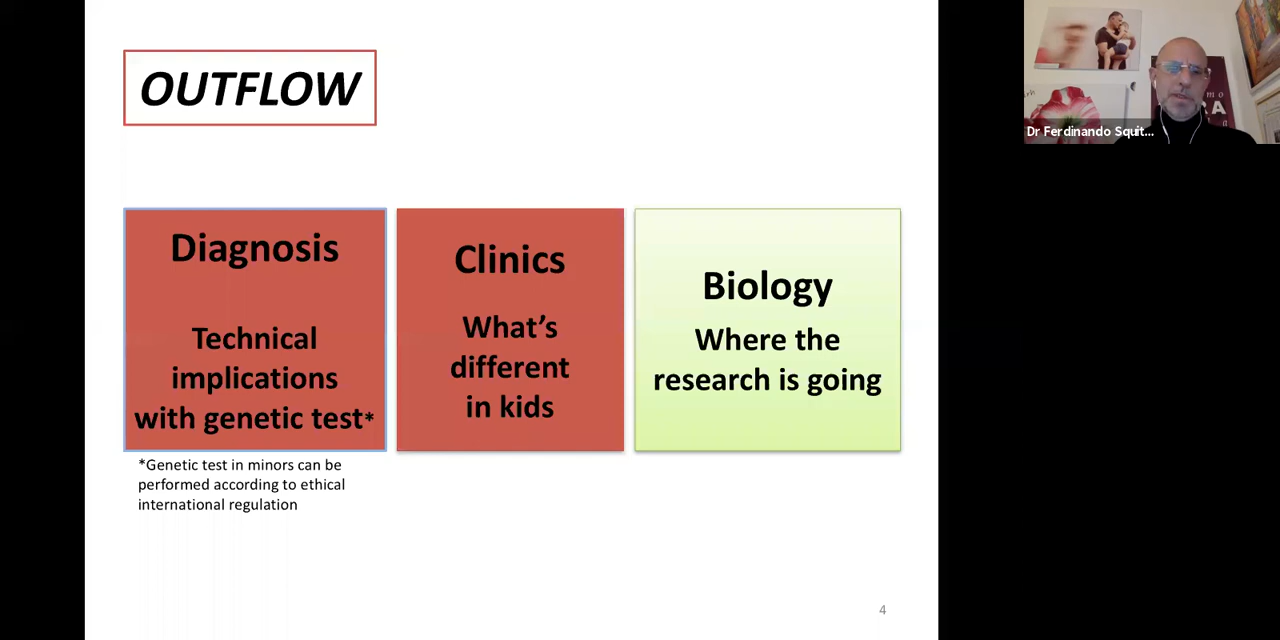 OUTFLOW
Diagnosis
Technical
implications
with genetic test*
Clinics
What's
different
in kids
Biology
Where the
research is going
*Genetic test in minors can be
performed according to ethical
international regulation
4
Dr Ferdinando Squit...